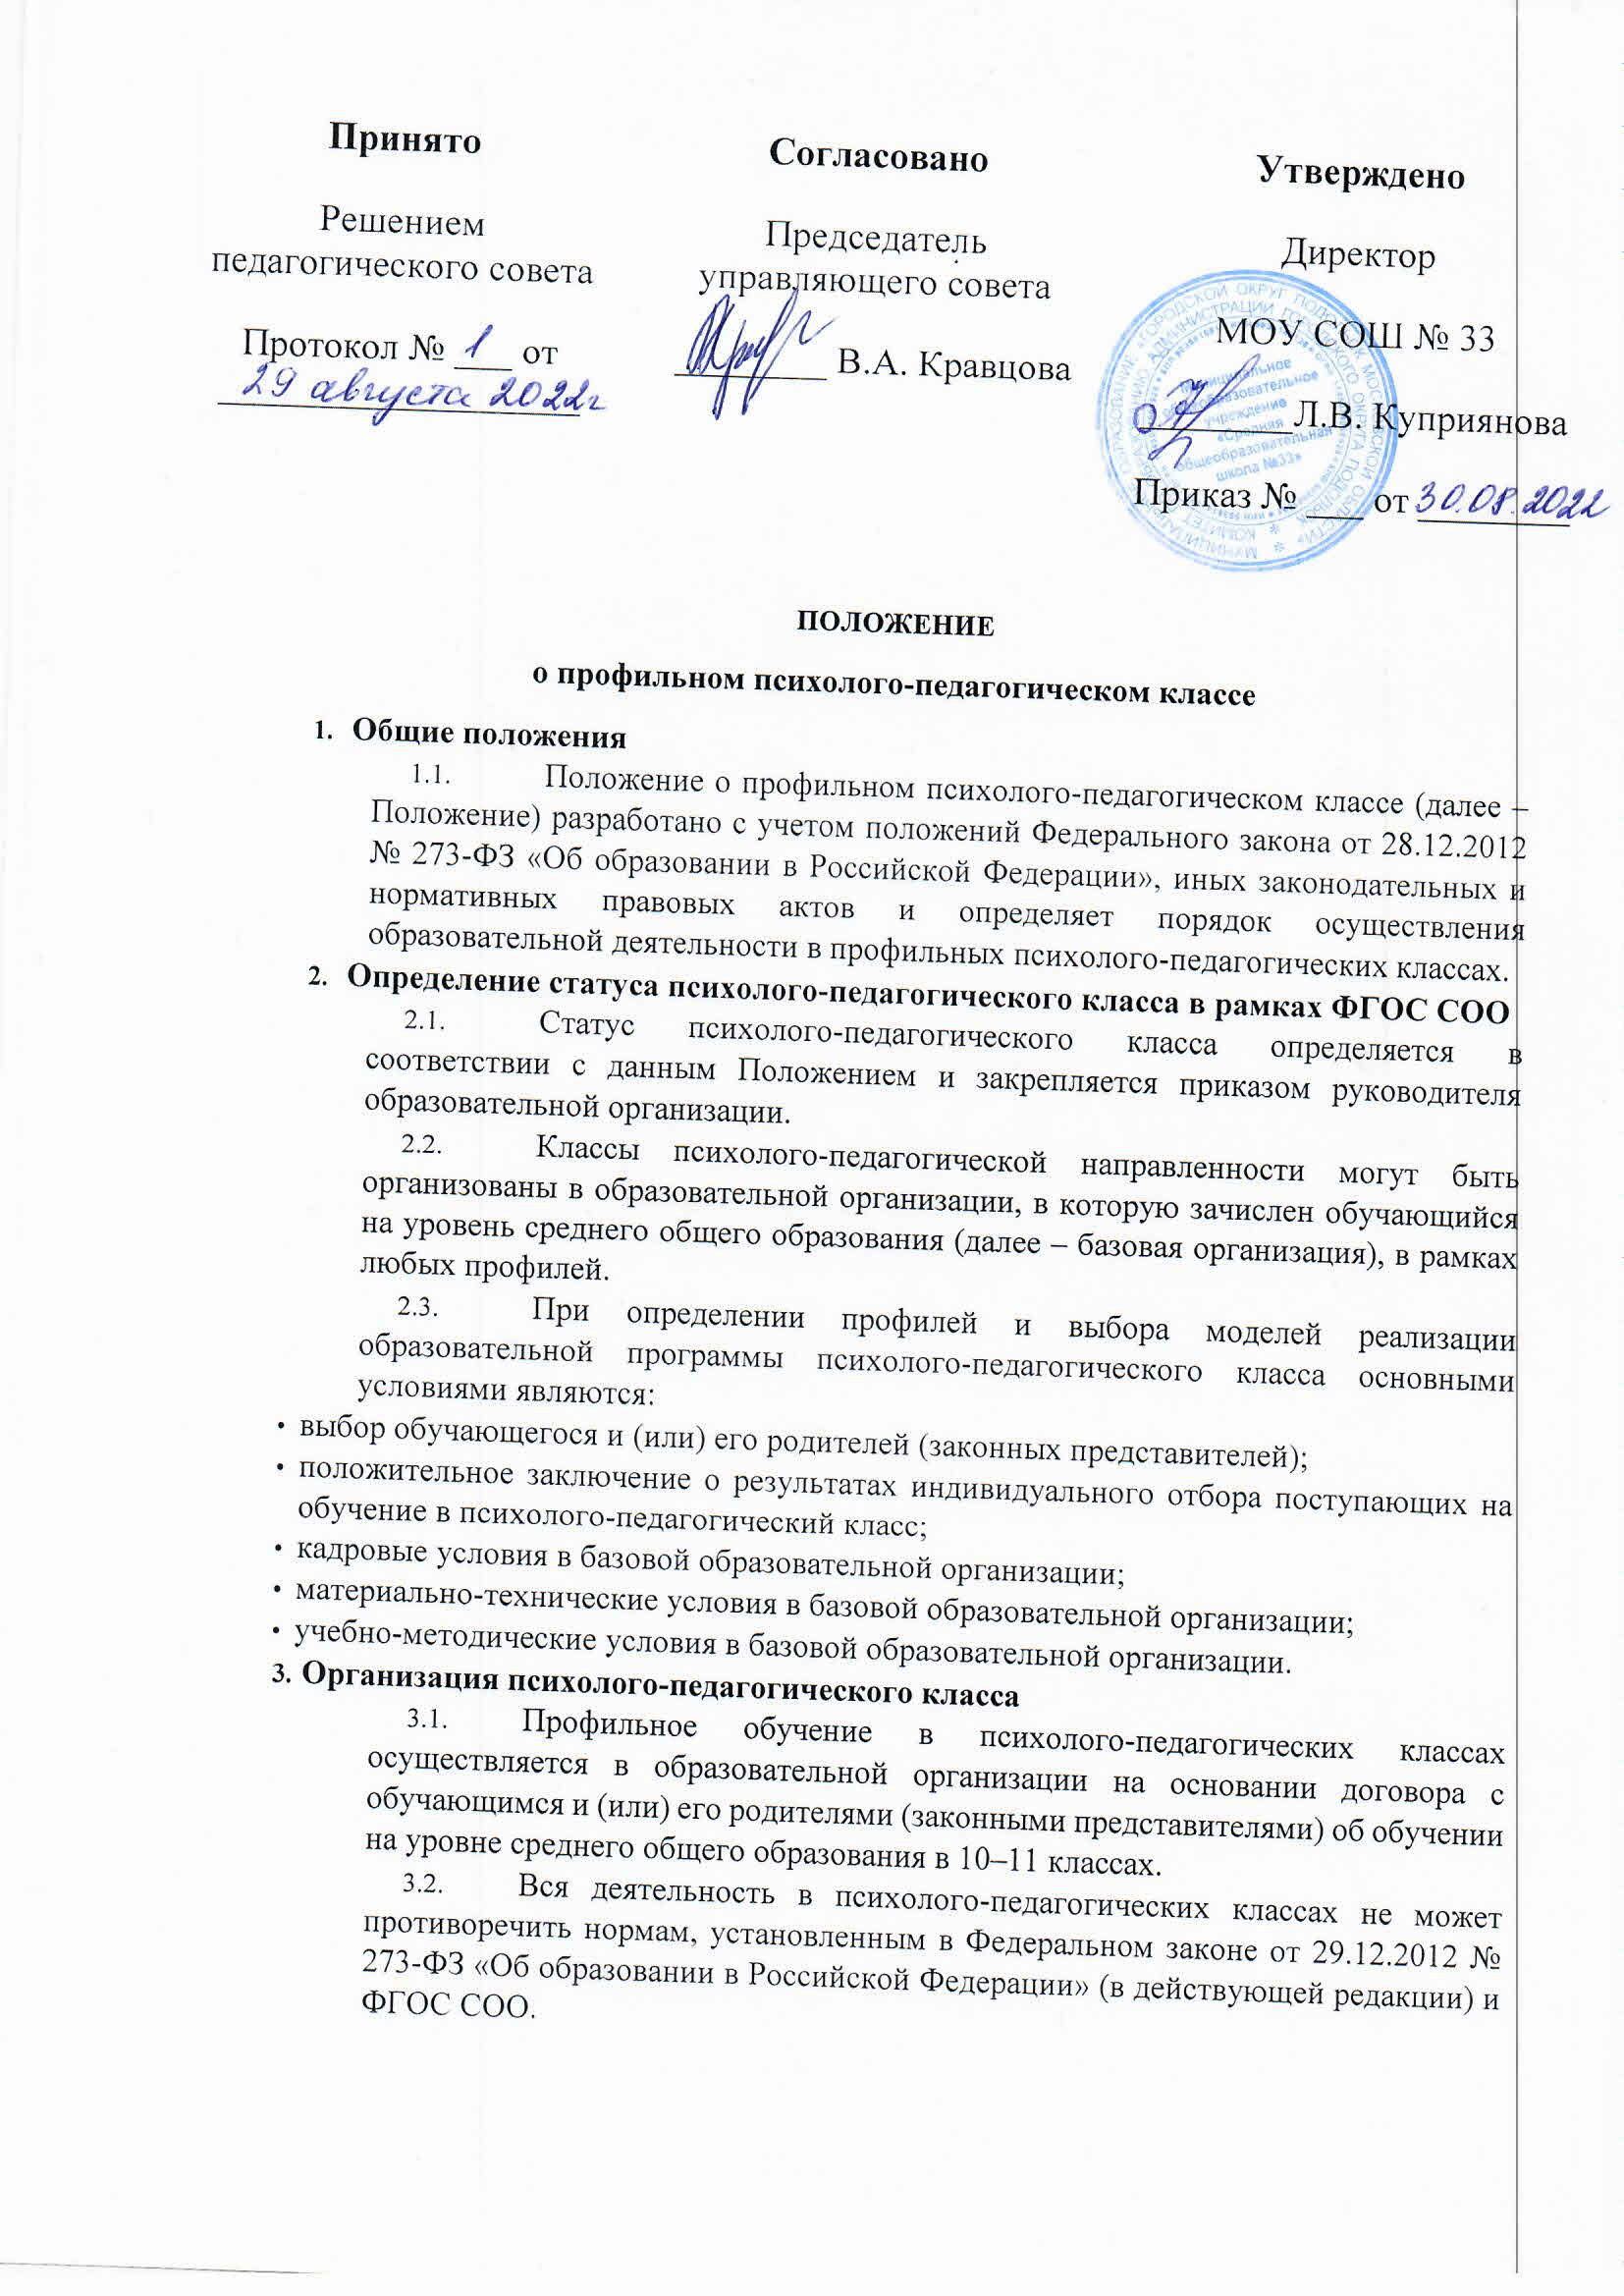 Принято
Решением
педагогического совета
Протокол № 1 от
29 августа 2022г
Согласовано
Председатель
управляющего совета
В.А. Кравцова
Утверждено
Директор
МОУ СОШ № 33
Л.В. Куприянова
Приказ № ___ от 30.08.2022
Муниципальное
общеобразовательное
учреждение
«Средняя
общеобразовательная
школа №33»
ПОЛОЖЕНИЕ
о профильном психолого-педагогическом классе
1. Общие положения
1.1. Положение о профильном психолого-педагогическом классе (далее –
Положение) разработано с учетом положений Федерального закона от 28.12.2012
№ 273-ФЗ «Об образовании в Российской Федерации», иных законодательных и
нормативных правовых актов и определяет порядок осуществления
образовательной деятельности в профильных психолого-педагогических классах.
2. Определение статуса психолого-педагогического класса в рамках ФГОС СОО
2.1. Статус психолого-педагогического класса определяется в
соответствии с данным Положением и закрепляется приказом руководителя
образовательной организации.
2.2. Классы психолого-педагогической направленности могут быть
организованы в образовательной организации, в которую зачислен обучающийся
на уровень среднего общего образования (далее – базовая организация), в рамках
любых профилей.
2.3. При определении профилей и выбора моделей реализации
образовательной программы психолого-педагогического класса основными
условиями являются:
• выбор обучающегося и (или) его родителей (законных представителей);
• положительное заключение о результатах индивидуального отбора поступающих на
обучение в психолого-педагогический класс;
• кадровые условия в базовой образовательной организации;
• материально-технические условия в базовой образовательной организации;
• учебно-методические условия в базовой образовательной организации.
3. Организация психолого-педагогического класса
3.1. Профильное обучение в психолого-педагогических классах
осуществляется в образовательной организации на основании договора с
обучающимся и (или) его родителями (законными представителями) об обучении
на уровне среднего общего образования в 10–11 классах.
3.2. Вся деятельность в психолого-педагогических классах не может
противоречить нормам, установленным в Федеральном законе от 29.12.2012 №
273-ФЗ «Об образовании в Российской Федерации» (в действующей редакции) и
ФГОС СОО.